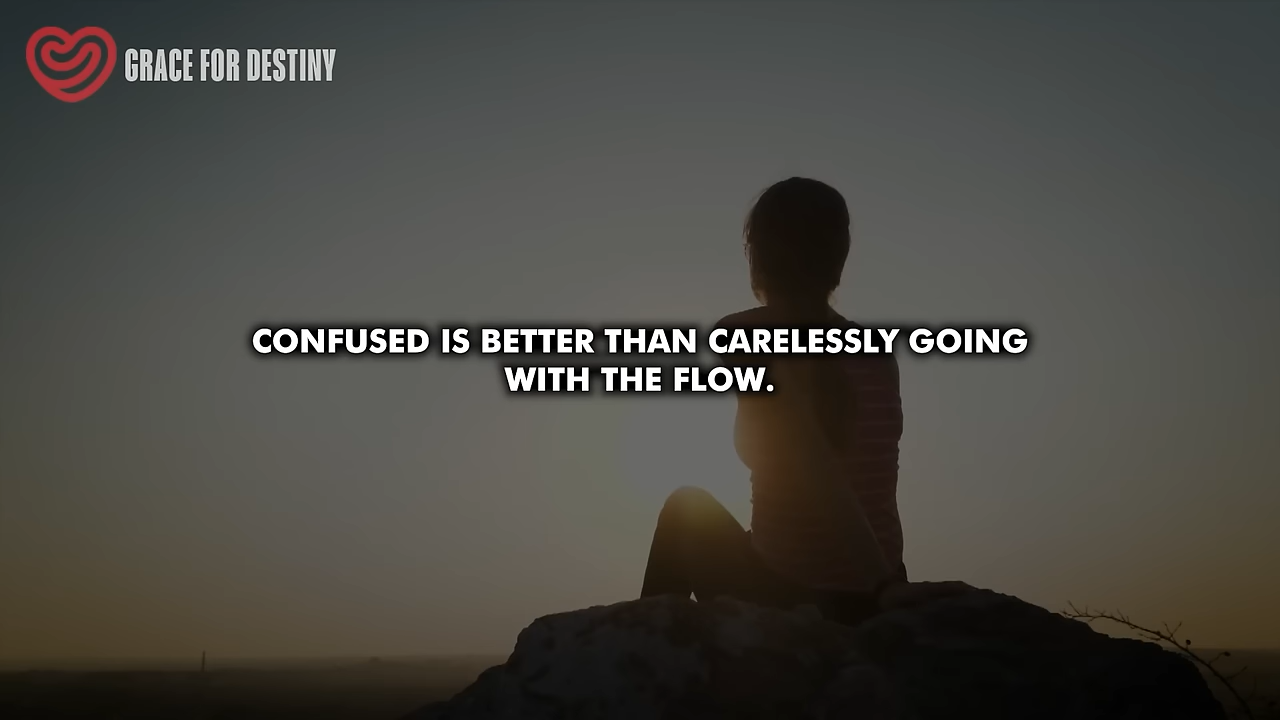 GRACE FOR DESTINY
CONFUSED IS BETTER THAN CARELESSLY GOING
WITH THE FLOW.